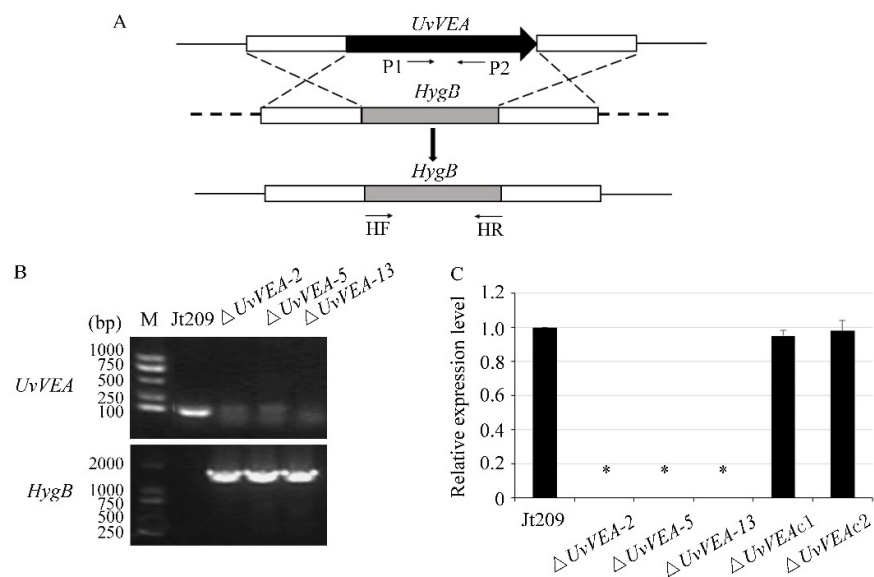 A
UvVEA
P1 P2
HygB
HygB
HF HR
B
(bp) M Jt209 △UvVEA-2 △UvVEA-5 △UvVEA-13
UvVEA
1000
750
500
250
100
HygB
2000
1000
750
500
250
C
Relative expression level
1.2
1.0
0.8
0.6
0.4
0.2
0
* * *
Jt209 △UvVEA-2 △UvVEA-5 △UvVEA-13 △UvVEAc1 △UvVEAc2